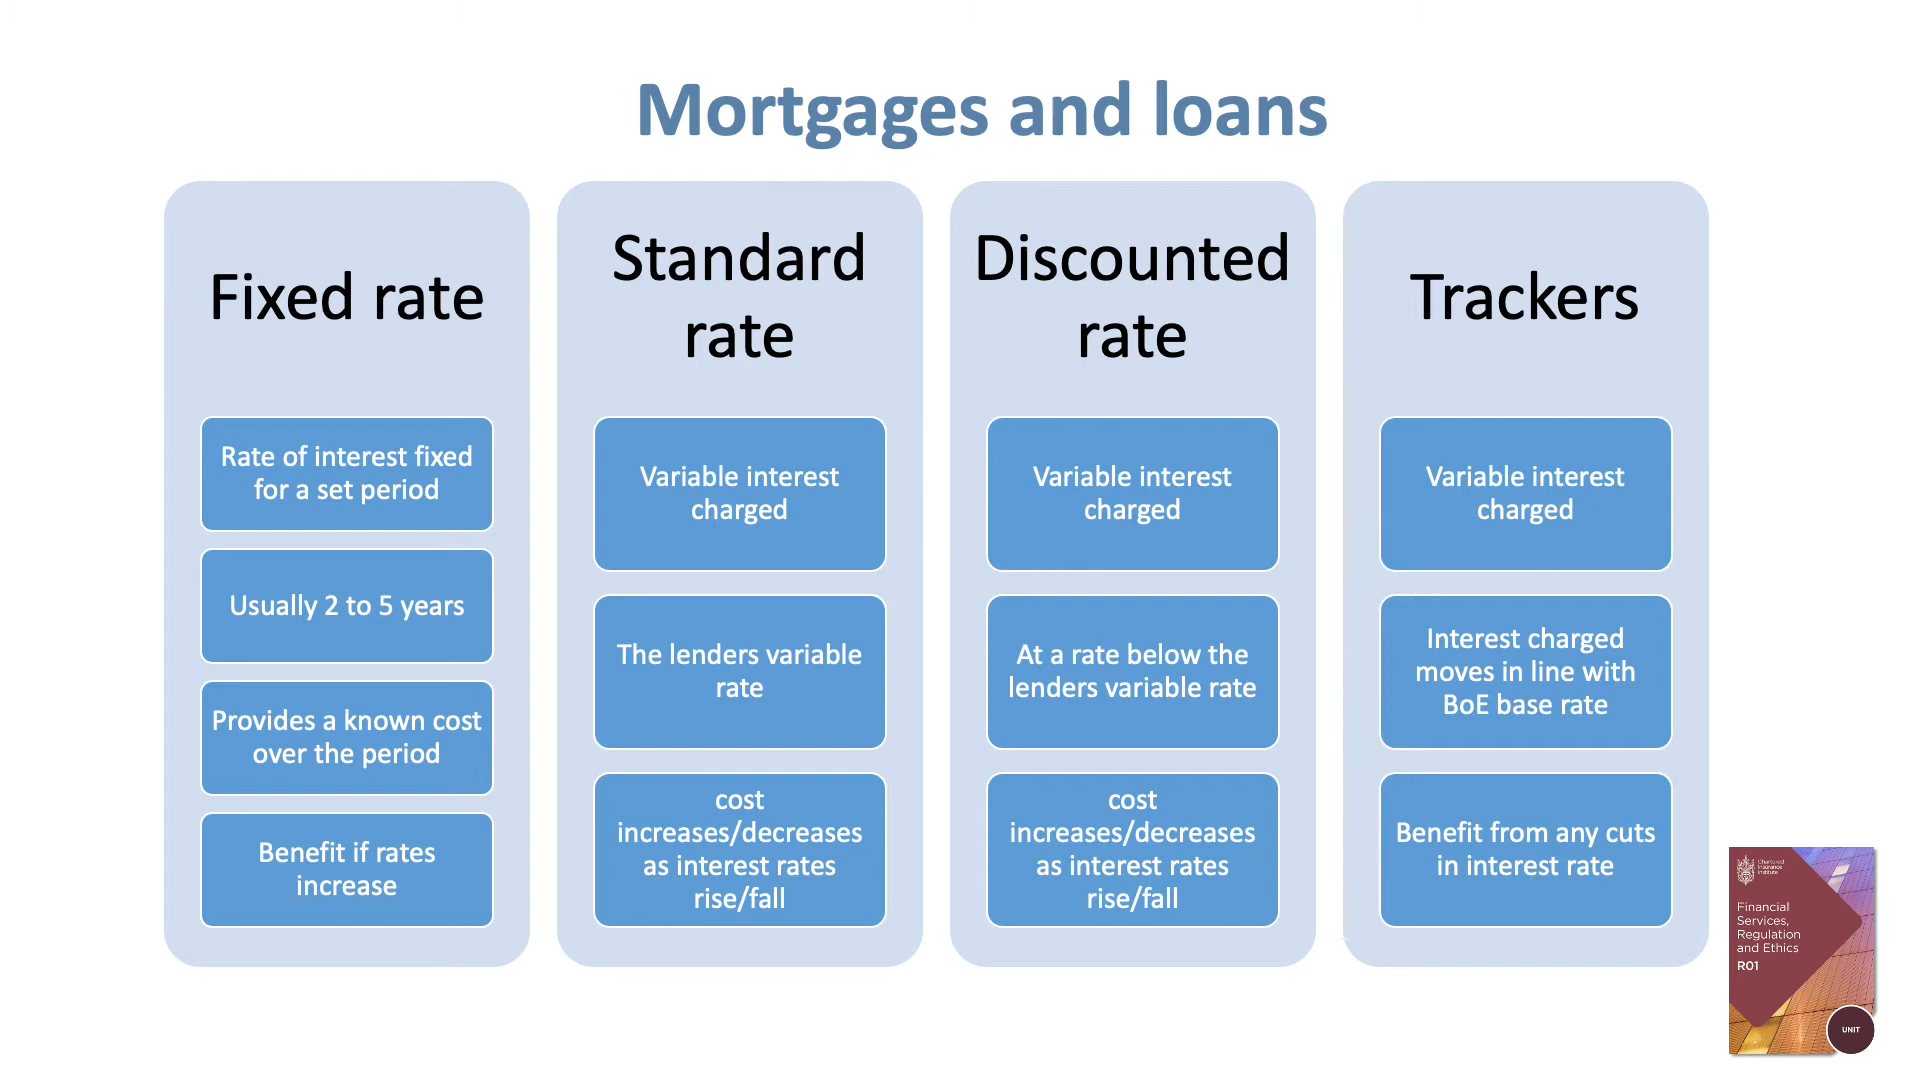 Mortgages and loans
Fixed rate
Rate of interest fixed
for a set period
Usually 2 to 5 years
Provides a known cost
over the period
Benefit if rates
increase
Standard
rate
Variable interest
charged
The lenders variable
rate
cost
increases/decreases
as interest rates
rise/fall
Discounted
rate
Variable interest
charged
At a rate below the
lenders variable rate
cost
increases/decreases
as interest rates
rise/fall
Trackers
Variable interest
charged
Interest charged
moves in line with
BoE base rate
Benefit from any cuts
in interest rate
Chartered
Insurance
Institute
Financial
Services,
Regulation
and Ethics
R01
UNIT